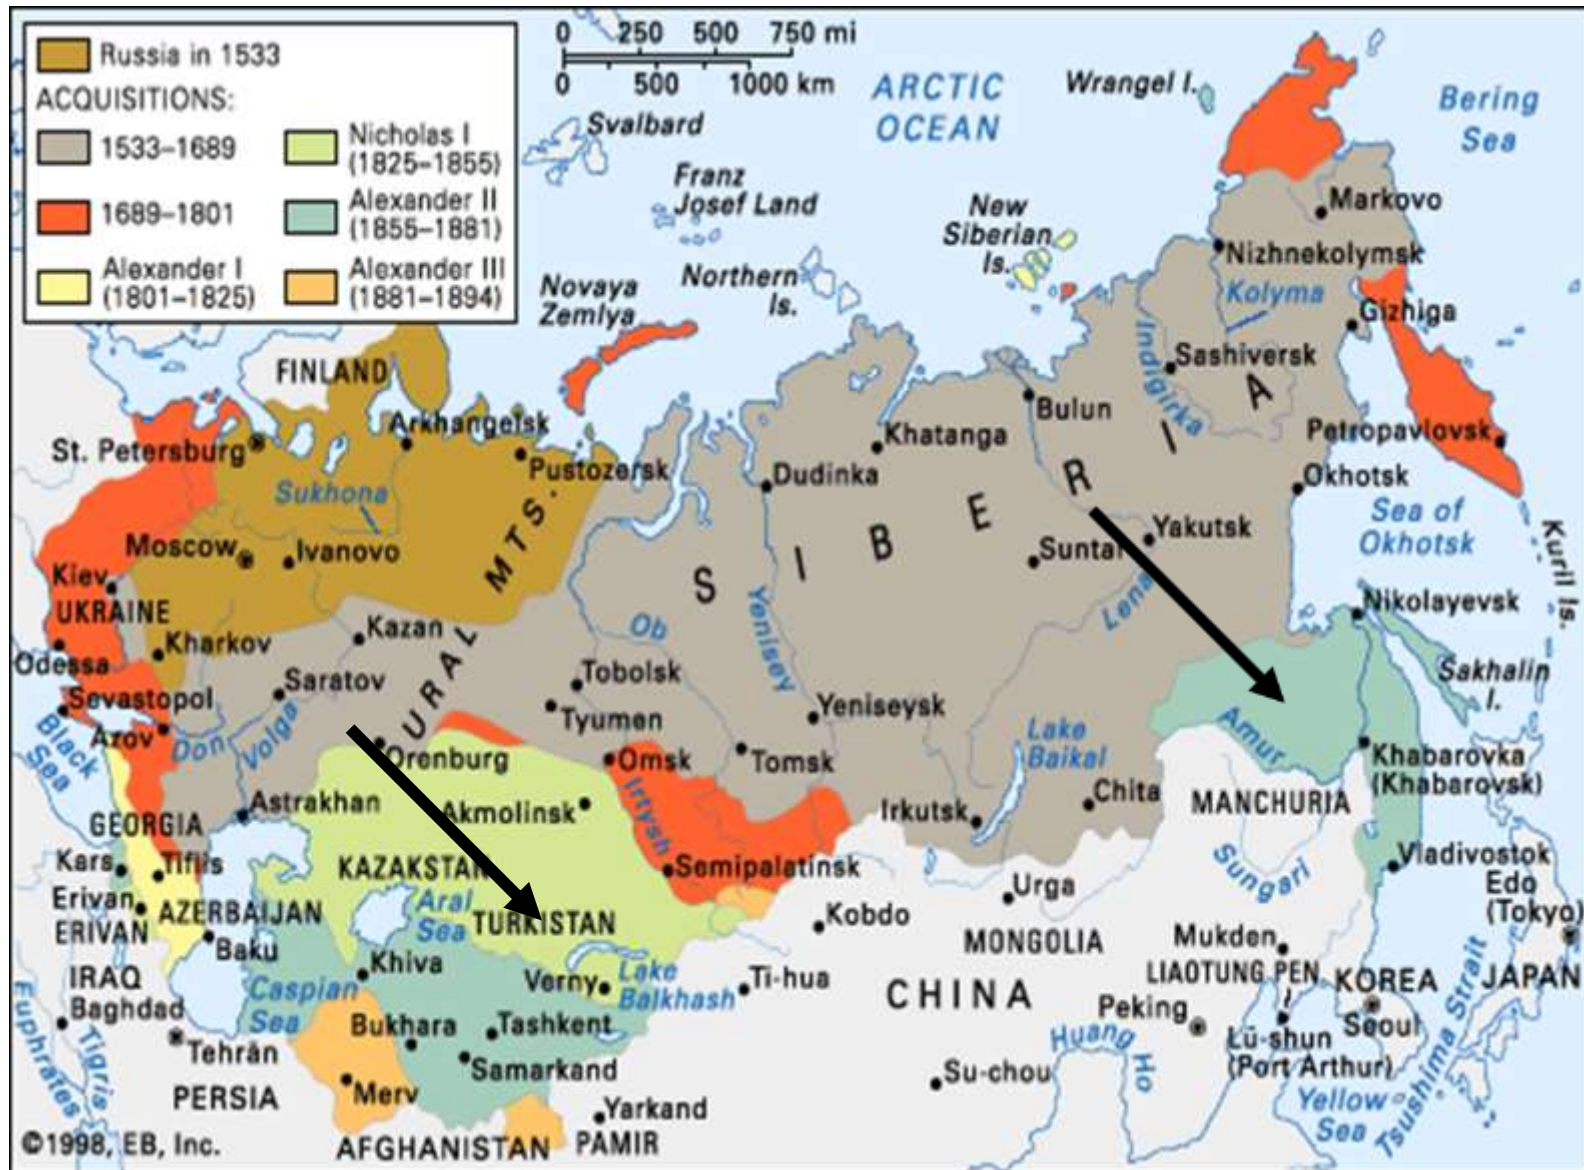 Russia in 1533
ACQUISITIONS:
1533–1689
1689–1801
Alexander I
(1801–1825)
Nicholas I
(1825–1855)
Alexander II
(1855–1881)
Alexander III
(1881–1894)
0 250 500 750 mi
0 500 1000 km
ARCTIC
OCEAN
Wrangel I.
Bering
Sea
Svalbard
Franz
Josef Land
New
Siberian
Is.
Northern
Is.
Novaya
Zemlya
Markovo
Nizhnekolymsk
Kolyma
Gizhiga
Indigirka
Sashiversk
FINLAND
Arkhangelsk
St. Petersburg
Pustozersk
Sukhona
Bulun
Khatanga
Dudinka
Petropavlovsk
Okhotsk
Sea of
Okhotsk
Kuril Is.
SIBERIA
URAL MTS.
Moscow
Ivanovo
Kiev
UKRAINE
Kharkov
Kazan
Odessa
Saratov
Sevastopol
Black
Sea
Azov
Don
Volga
Ob
Yenisey
Tobolsk
Tyumen
Yeniseysk
Suntar
Yakutsk
Lena
Nikolayevsk
Sakhalin
I.
Amur
Lake
Baikal
Orenburg
Omsk
Tomsk
Khabarovka
(Khabarovsk)
Astrakhan
Akmolinsk
Irtysh
Irkutsk
Chita
MANCHURIA
GEORGIA
Kars
Tiflis
KAZAKSTAN
Semipalatinsk
Sungari
Vladivostok
Edo
(Tokyo)
Erivan
ERIVAN
AZERBAIJAN
Baku
Aral
Sea
TURKISTAN
Kobdo
Urga
MONGOLIA
Mukden
LIAOTUNG PEN.
KOREA
JAPAN
IRAQ
Baghdad
Caspian
Sea
Khiva
Verny
Lake
Balkhash
Ti-hua
CHINA
Peking
Seoul
Lü-shun
(Port Arthur)
Tsushima Strait
Euphrates
Tigris
Tehrān
Bukhara
Tashkent
Samarkand
Huang
Ho
Su-chou
Yellow
Sea
PERSIA
Merv
Yarkand
©1998, EB, Inc.
AFGHANISTAN
PAMIR